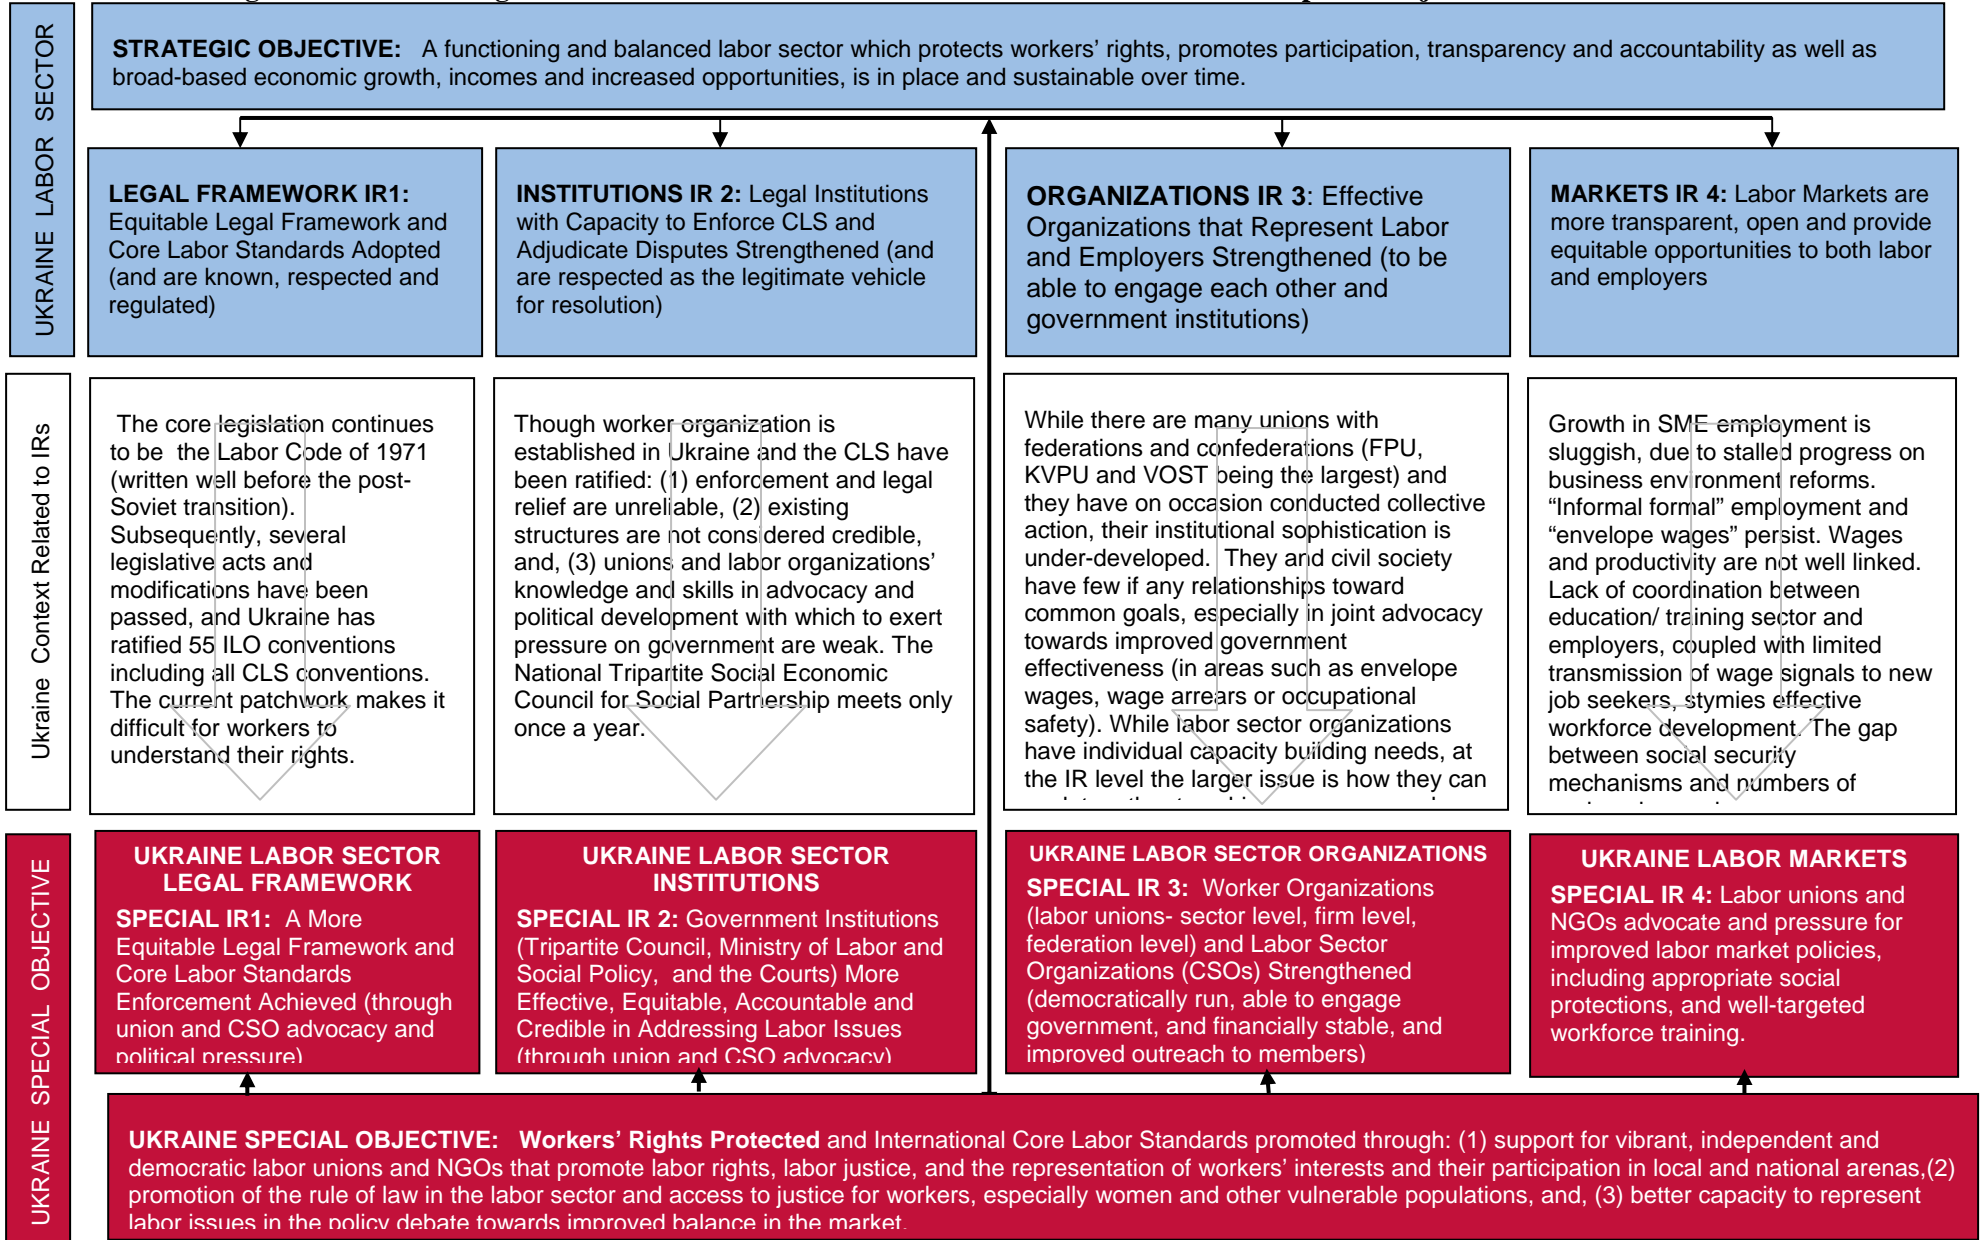 UKRAINE LABOR SECTOR
STRATEGIC OBJECTIVE: A functioning and balanced labor sector which protects workers’ rights, promotes participation, transparency and accountability as well as
broad-based economic growth, incomes and increased opportunities, is in place and sustainable over time.
LEGAL FRAMEWORK IR1:
Equitable Legal Framework and
Core Labor Standards Adopted
(and are known, respected and
regulated)
INSTITUTIONS IR 2: Legal Institutions
with Capacity to Enforce CLS and
Adjudicate Disputes Strengthened (and
are respected as the legitimate vehicle
for resolution)
ORGANIZATIONS IR 3: Effective
Organizations that Represent Labor
and Employers Strengthened (to be
able to engage each other and
government institutions)
MARKETS IR 4: Labor Markets are
more transparent, open and provide
equitable opportunities to both labor
and employers
Ukraine Context Related to IRs
The core legislation continues
to be the Labor Code of 1971
(written well before the post-
Soviet transition).
Subsequently, several
legislative acts and
modifications have been
passed, and Ukraine has
ratified 55 ILO conventions
including all CLS conventions.
The current patchwork makes it
difficult for workers to
understand their rights.
Though worker organization is
established in Ukraine and the CLS have
been ratified: (1) enforcement and legal
relief are unreliable, (2) existing
structures are not considered credible,
and, (3) unions and labor organizations’
knowledge and skills in advocacy and
political development with which to exert
pressure on government are weak. The
National Tripartite Social Economic
Council for Social Partnership meets only
once a year.
While there are many unions with
federations and confederations (FPU,
KVPU and VOST being the largest) and
they have on occasion conducted collective
action, their institutional sophistication is
under-developed. They and civil society
have few if any relationships toward
common goals, especially in joint advocacy
towards improved government
effectiveness (in areas such as envelope
wages, wage arrears or occupational
safety). While labor sector organizations
have individual capacity building needs, at
the IR level the larger issue is how they can
Growth in SME employment is
sluggish, due to stalled progress on
business environment reforms.
“Informal formal” employment and
“envelope wages” persist. Wages
and productivity are not well linked.
Lack of coordination between
education/ training sector and
employers, coupled with limited
transmission of wage signals to new
job seekers, stymies effective
workforce development. The gap
between social security
mechanisms and numbers of
UKRAINE SPECIAL OBJECTIVE
UKRAINE LABOR SECTOR
LEGAL FRAMEWORK
SPECIAL IR1: A More
Equitable Legal Framework and
Core Labor Standards
Enforcement Achieved (through
union and CSO advocacy and
political pressure)
UKRAINE LABOR SECTOR
INSTITUTIONS
SPECIAL IR 2: Government Institutions
(Tripartite Council, Ministry of Labor and
Social Policy, and the Courts) More
Effective, Equitable, Accountable and
Credible in Addressing Labor Issues
(through union and CSO advocacy)
UKRAINE LABOR SECTOR ORGANIZATIONS
SPECIAL IR 3: Worker Organizations
(labor unions- sector level, firm level,
federation level) and Labor Sector
Organizations (CSOs) Strengthened
(democratically run, able to engage
government, and financially stable, and
improved outreach to members)
UKRAINE LABOR MARKETS
SPECIAL IR 4: Labor unions and
NGOs advocate and pressure for
improved labor market policies,
including appropriate social
protections, and well-targeted
workforce training.
UKRAINE SPECIAL OBJECTIVE: Workers’ Rights Protected and International Core Labor Standards promoted through: (1) support for vibrant, independent and
democratic labor unions and NGOs that promote labor rights, labor justice, and the representation of workers’ interests and their participation in local and national arenas,(2)
promotion of the rule of law in the labor sector and access to justice for workers, especially women and other vulnerable populations, and, (3) better capacity to represent
labor issues in the policy debate towards improved balance in the market.